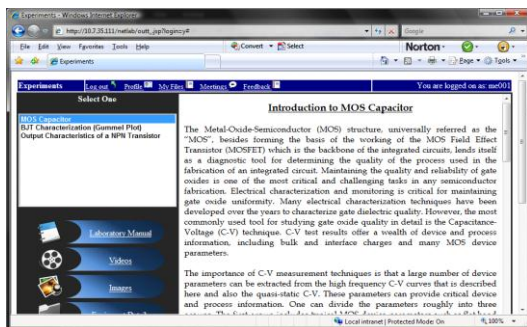 Experiments - Windows Internet Explorer
http://10.7.35.111/netlab/outt_jsp?logincy#
Google
File Edit View Favorites Tools Help
Convert Select
Norton
Experiments
Page Tools
Experiments Log out Profile My Files Meetings Feedback You are logged on as: me001
Select One
MOS Capacitor
BJT Characterization (Gummel Plot)
Output Characteristics of a NPN Transistor
Laboratory Manual
Videos
Images
Introduction to MOS Capacitor
The Metal-Oxide-Semiconductor (MOS) structure, universally referred as the
"MOS", besides forming the basis of the working of the MOS Field Effect
Transistor (MOSFET) which is the backbone of the integrated circuits, lends itself
as a diagnostic tool for determining the quality of the process used in the
fabrication of an integrated circuit. Maintaining the quality and reliability of gate
oxides is one of the most critical and challenging tasks in any semiconductor
fabrication. Electrical characterization and monitoring is critical for maintaining
gate oxide uniformity. Many electrical characterization techniques have been
developed over the years to characterize gate dielectric quality. However, the most
commonly used tool for studying gate oxide quality in detail is the Capacitance-
Voltage (C-V) technique. C-V test results offer a wealth of device and process
information, including bulk and interface charges and many MOS device
parameters.
The importance of C-V measurement techniques is that a large number of device
parameters can be extracted from the high frequency C-V curves that is described
here and also the quasi-static C-V. These parameters can provide critical device
and process information. One can divide the parameters roughly into three
Local intranet | Protected Mode: On 100%